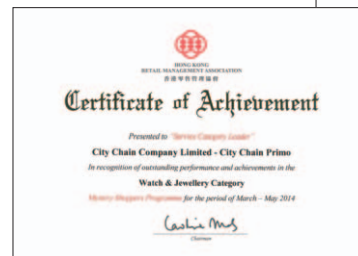 HONG KONG
RETAIL MANAGEMENT ASSOCIATION
香港零售管理協會
Certificate of Achievement
Presented to "Service Category Leader"
City Chain Company Limited - City Chain Primo
In recognition of outstanding performance and achievements in the
Watch & Jewellery Category
Mystery Shoppers Programme for the period of March – May 2014
Chairman